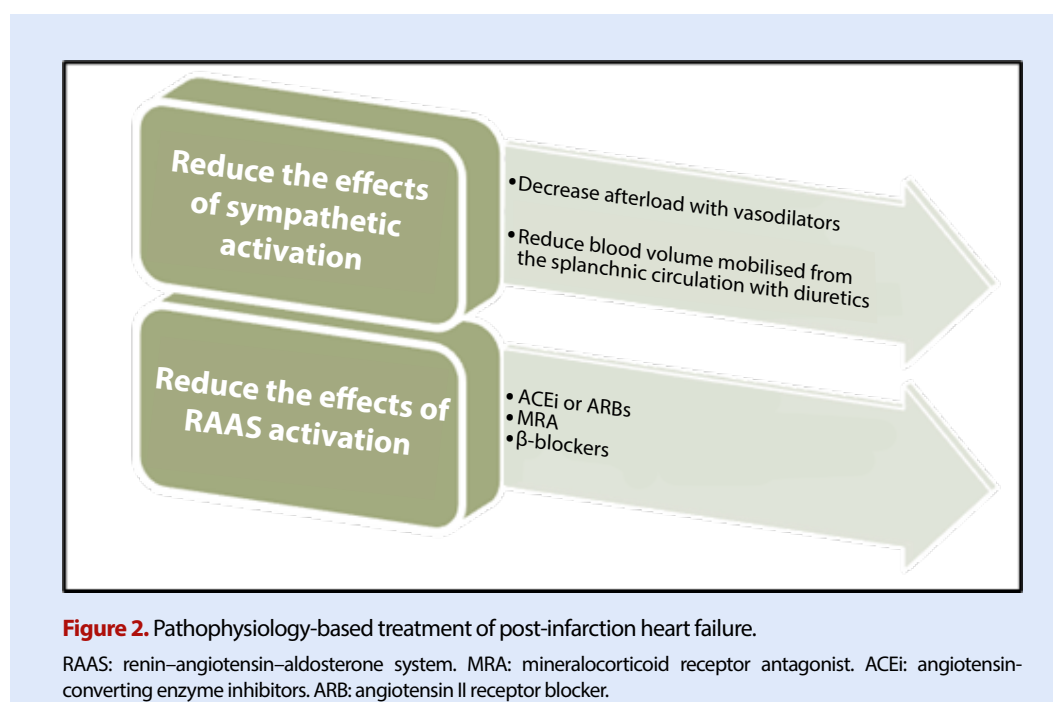 Reduce the effects
of sympathetic
activation
•Decrease afterload with vasodilators
•Reduce blood volume mobilised from
the splanchnic circulation with diuretics
Reduce the effects of
RAAS activation
• ACEi or ARBs
•MRA
•β-blockers
Figure 2. Pathophysiology-based treatment of post-infarction heart failure.
RAAS: renin–angiotensin–aldosterone system. MRA: mineralocorticoid receptor antagonist. ACEi: angiotensin-
converting enzyme inhibitors. ARB: angiotensin II receptor blocker.